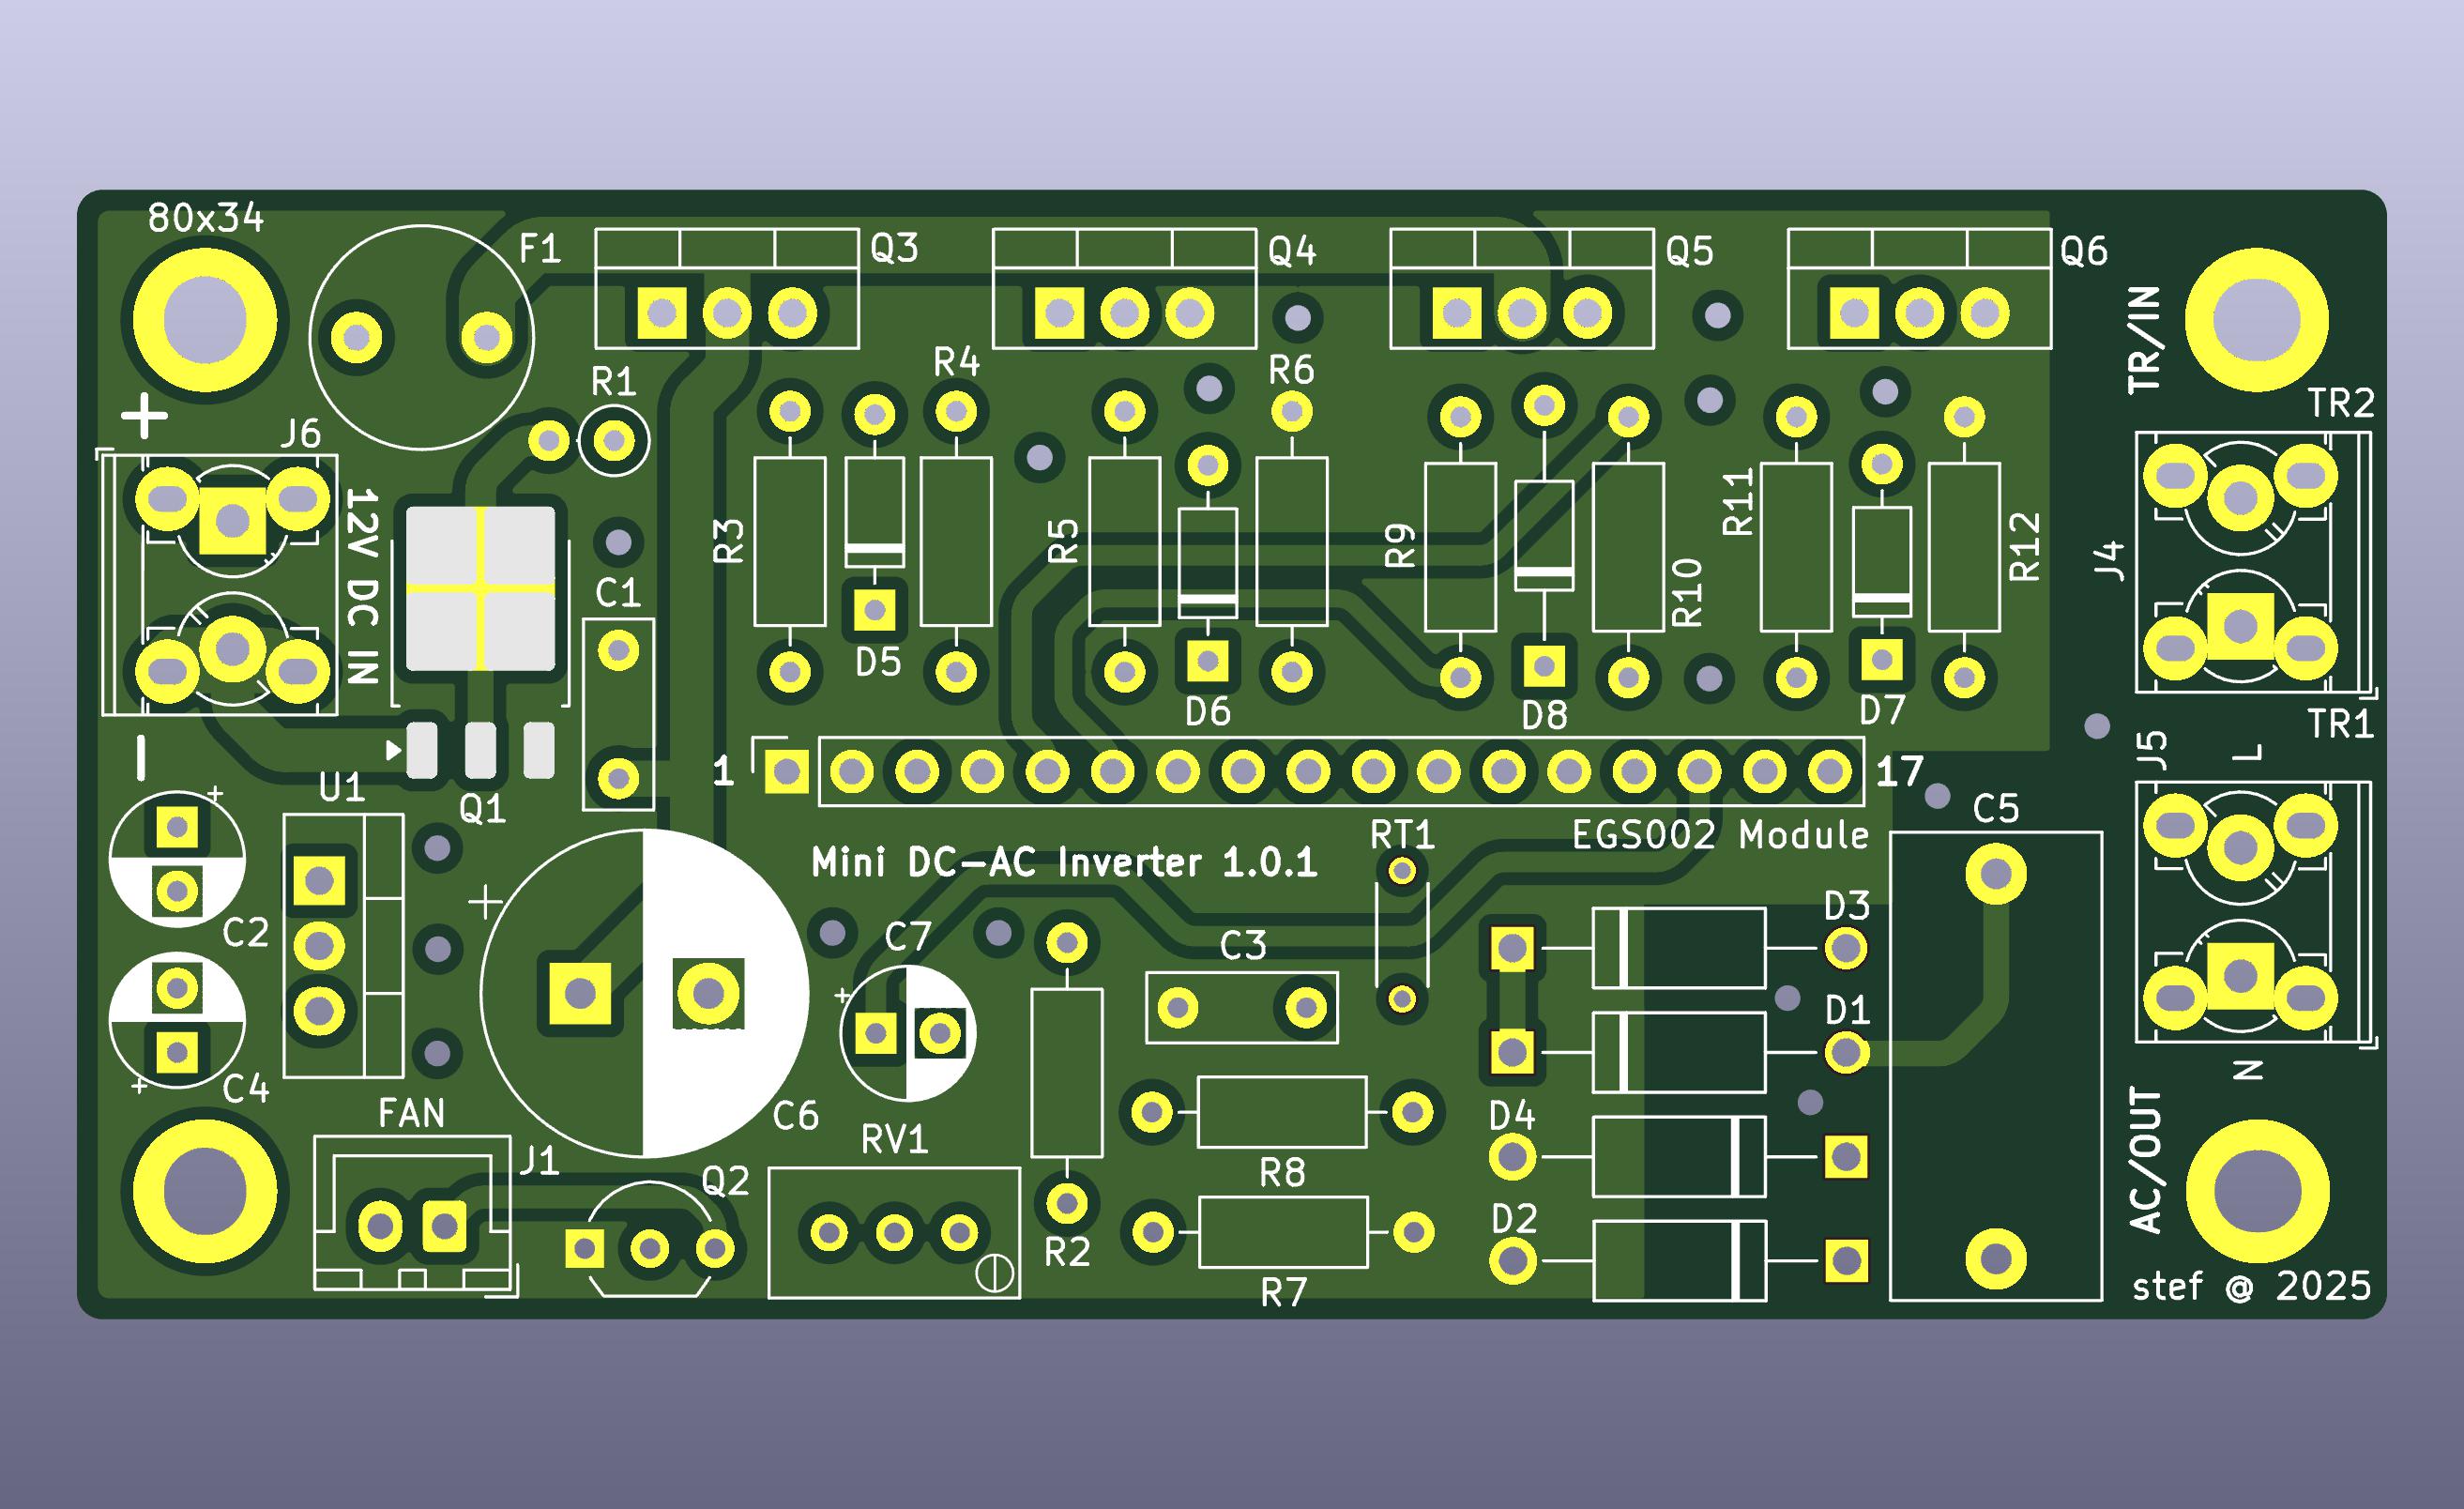 80x34
F1
Q3
Q4
Q5
Q6
TR/IN
R1
R4
R6
TR2
+
J6
12V DC IN
R3
R5
R9
R10
R11
R12
J4
C1
D5
D6
D8
D7
TR1
-
U1
Q1
1
17
J5
L
+
C2
+
Mini DC-AC Inverter 1.0.1
RT1
EGS002 Module
C5
C7
+
C3
D3
D1
+
C4
FAN
C6
RV1
D4
N
J1
Q2
R8
AC/OUT
R2
D2
R7
stef @ 2025